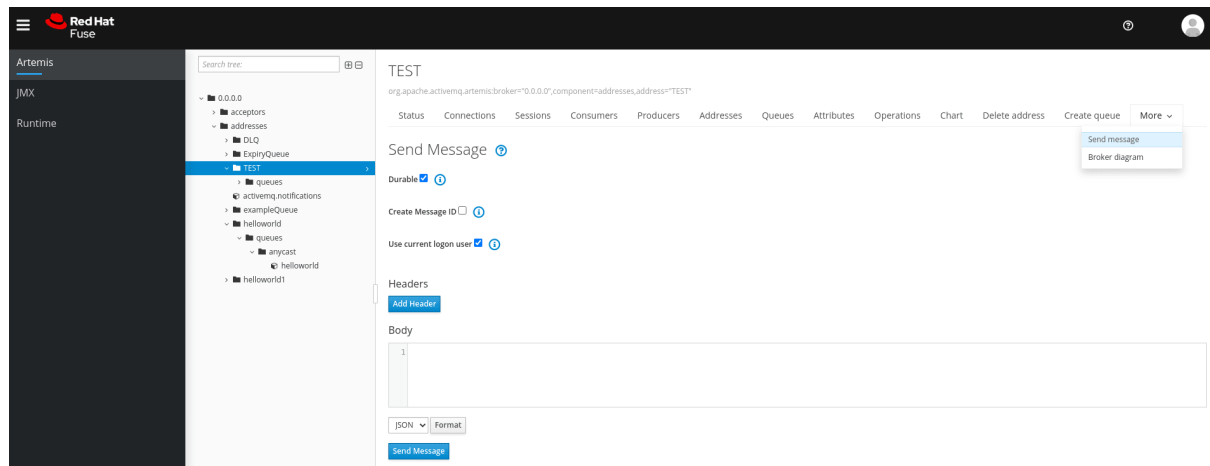 Red Hat
Fuse
Artemis
JMX
Runtime
Search tree:
0.0.0.0
acceptors
addresses
DLQ
ExpiryQueue
TEST
queues
activemq.notifications
exampleQueue
helloworld
queues
anycast
helloworld
helloworld1
TEST
org.apache.activemq.artemis:broker="0.0.0.0",component=addresses,address="TEST"
Status Connections Sessions Consumers Producers Addresses Queues Attributes Operations Chart Delete address Create queue More
Send message
Broker diagram
Send Message
Durable
Create Message ID
Use current logon user
Headers
Add Header
Body
1
JSON Format
Send Message